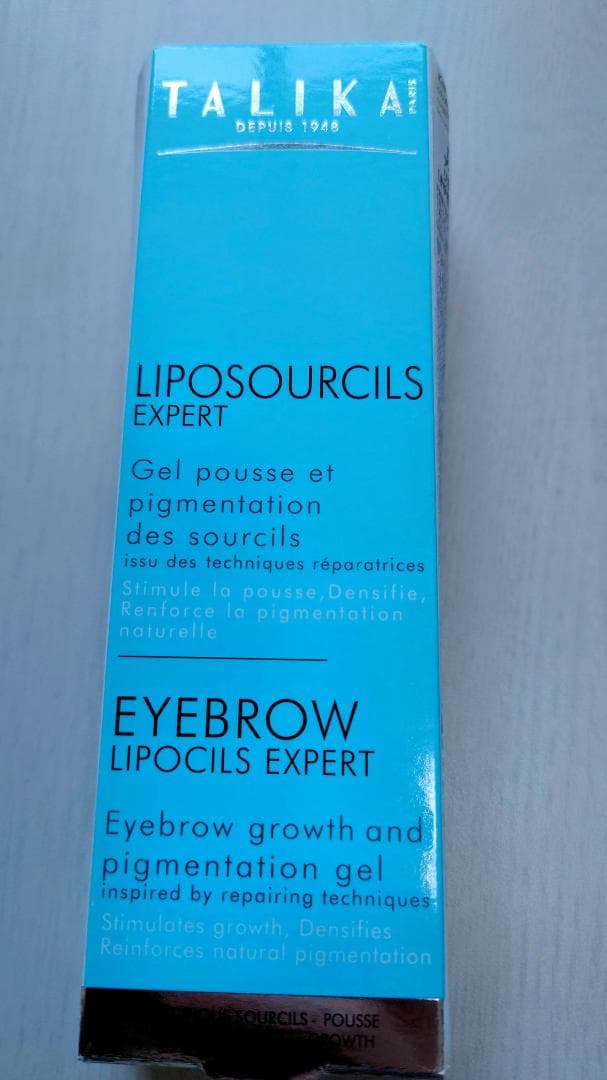 TALIKA PARIS
DEPUIS 1948
LIPOSOURCILS
EXPERT
Gel pousse et
pigmentation
des sourcils
issu des techniques réparatrices
Stimule la pousse, Densifie,
Renforce la pigmentation
naturelle
EYEBROW
LIPOCILS EXPERT
Eyebrow growth and
pigmentation gel
inspired by repairing techniques
Stimulates growth, Densifies
Reinforces natural pigmentation
SOURCILS - POUSSE
GROWTH